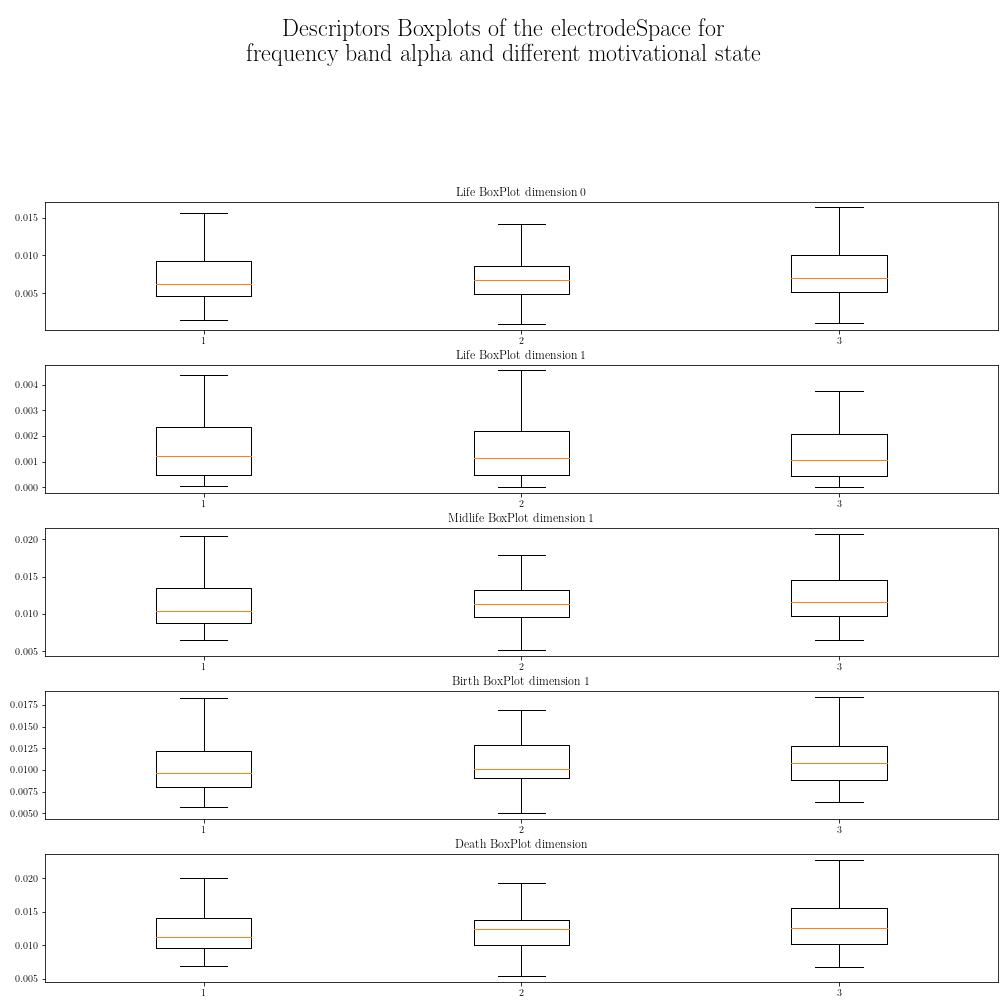 Descriptors Boxplots of the electrodeSpace for
frequency band alpha and different motivational state
Life BoxPlot dimension 0
0.015
0.010
0.005
1 2 3
Life BoxPlot dimension 1
0.004
0.003
0.002
0.001
0.000
1 2 3
Midlife BoxPlot dimension 1
0.020
0.015
0.010
0.005
1 2 3
Birth BoxPlot dimension 1
0.0175
0.0150
0.0125
0.0100
0.0075
0.0050
1 2 3
Death BoxPlot dimension
0.020
0.015
0.010
0.005
1 2 3